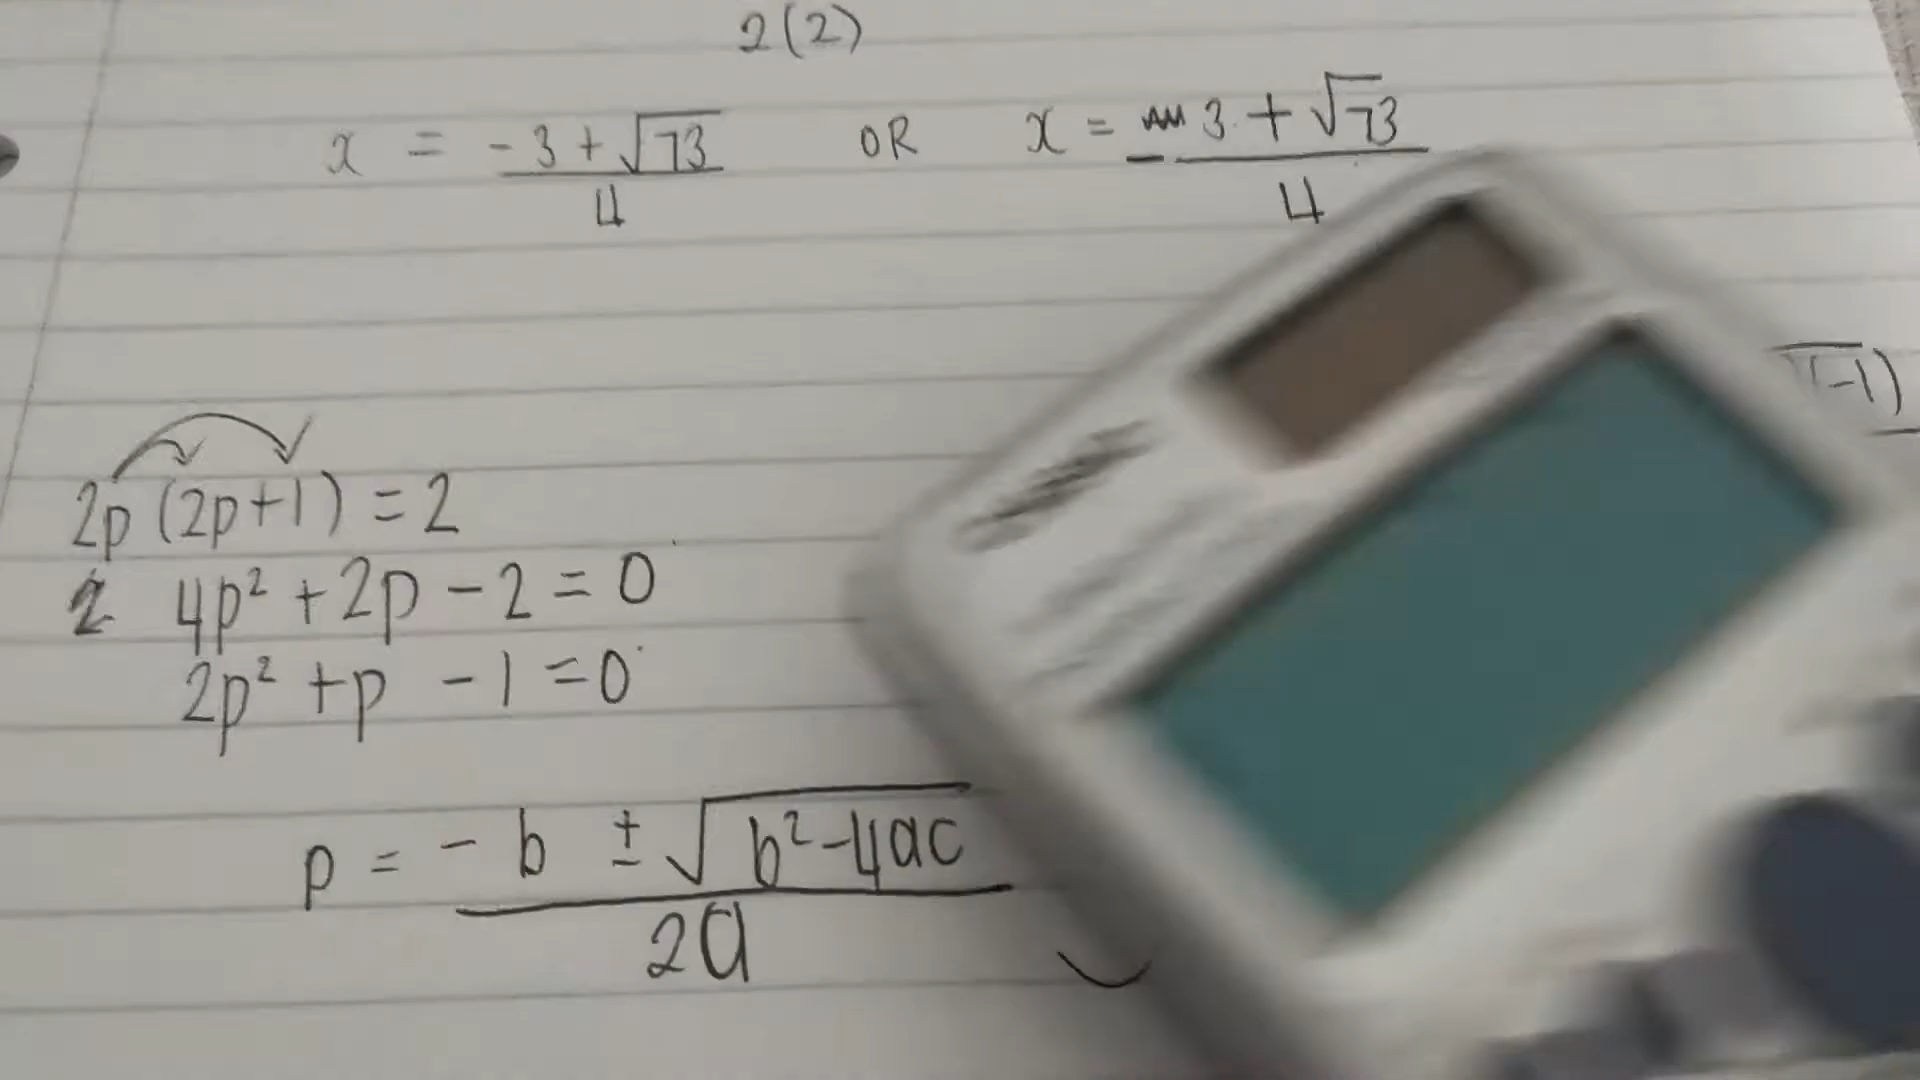 2(2)
x = -3+√73 OR x = - 3+√73
4 4
(-1)
2p(2p+1) = 2
4p² + 2p - 2 = 0
2p² + p - 1 = 0
p = -b ± √b²-4ac
2a